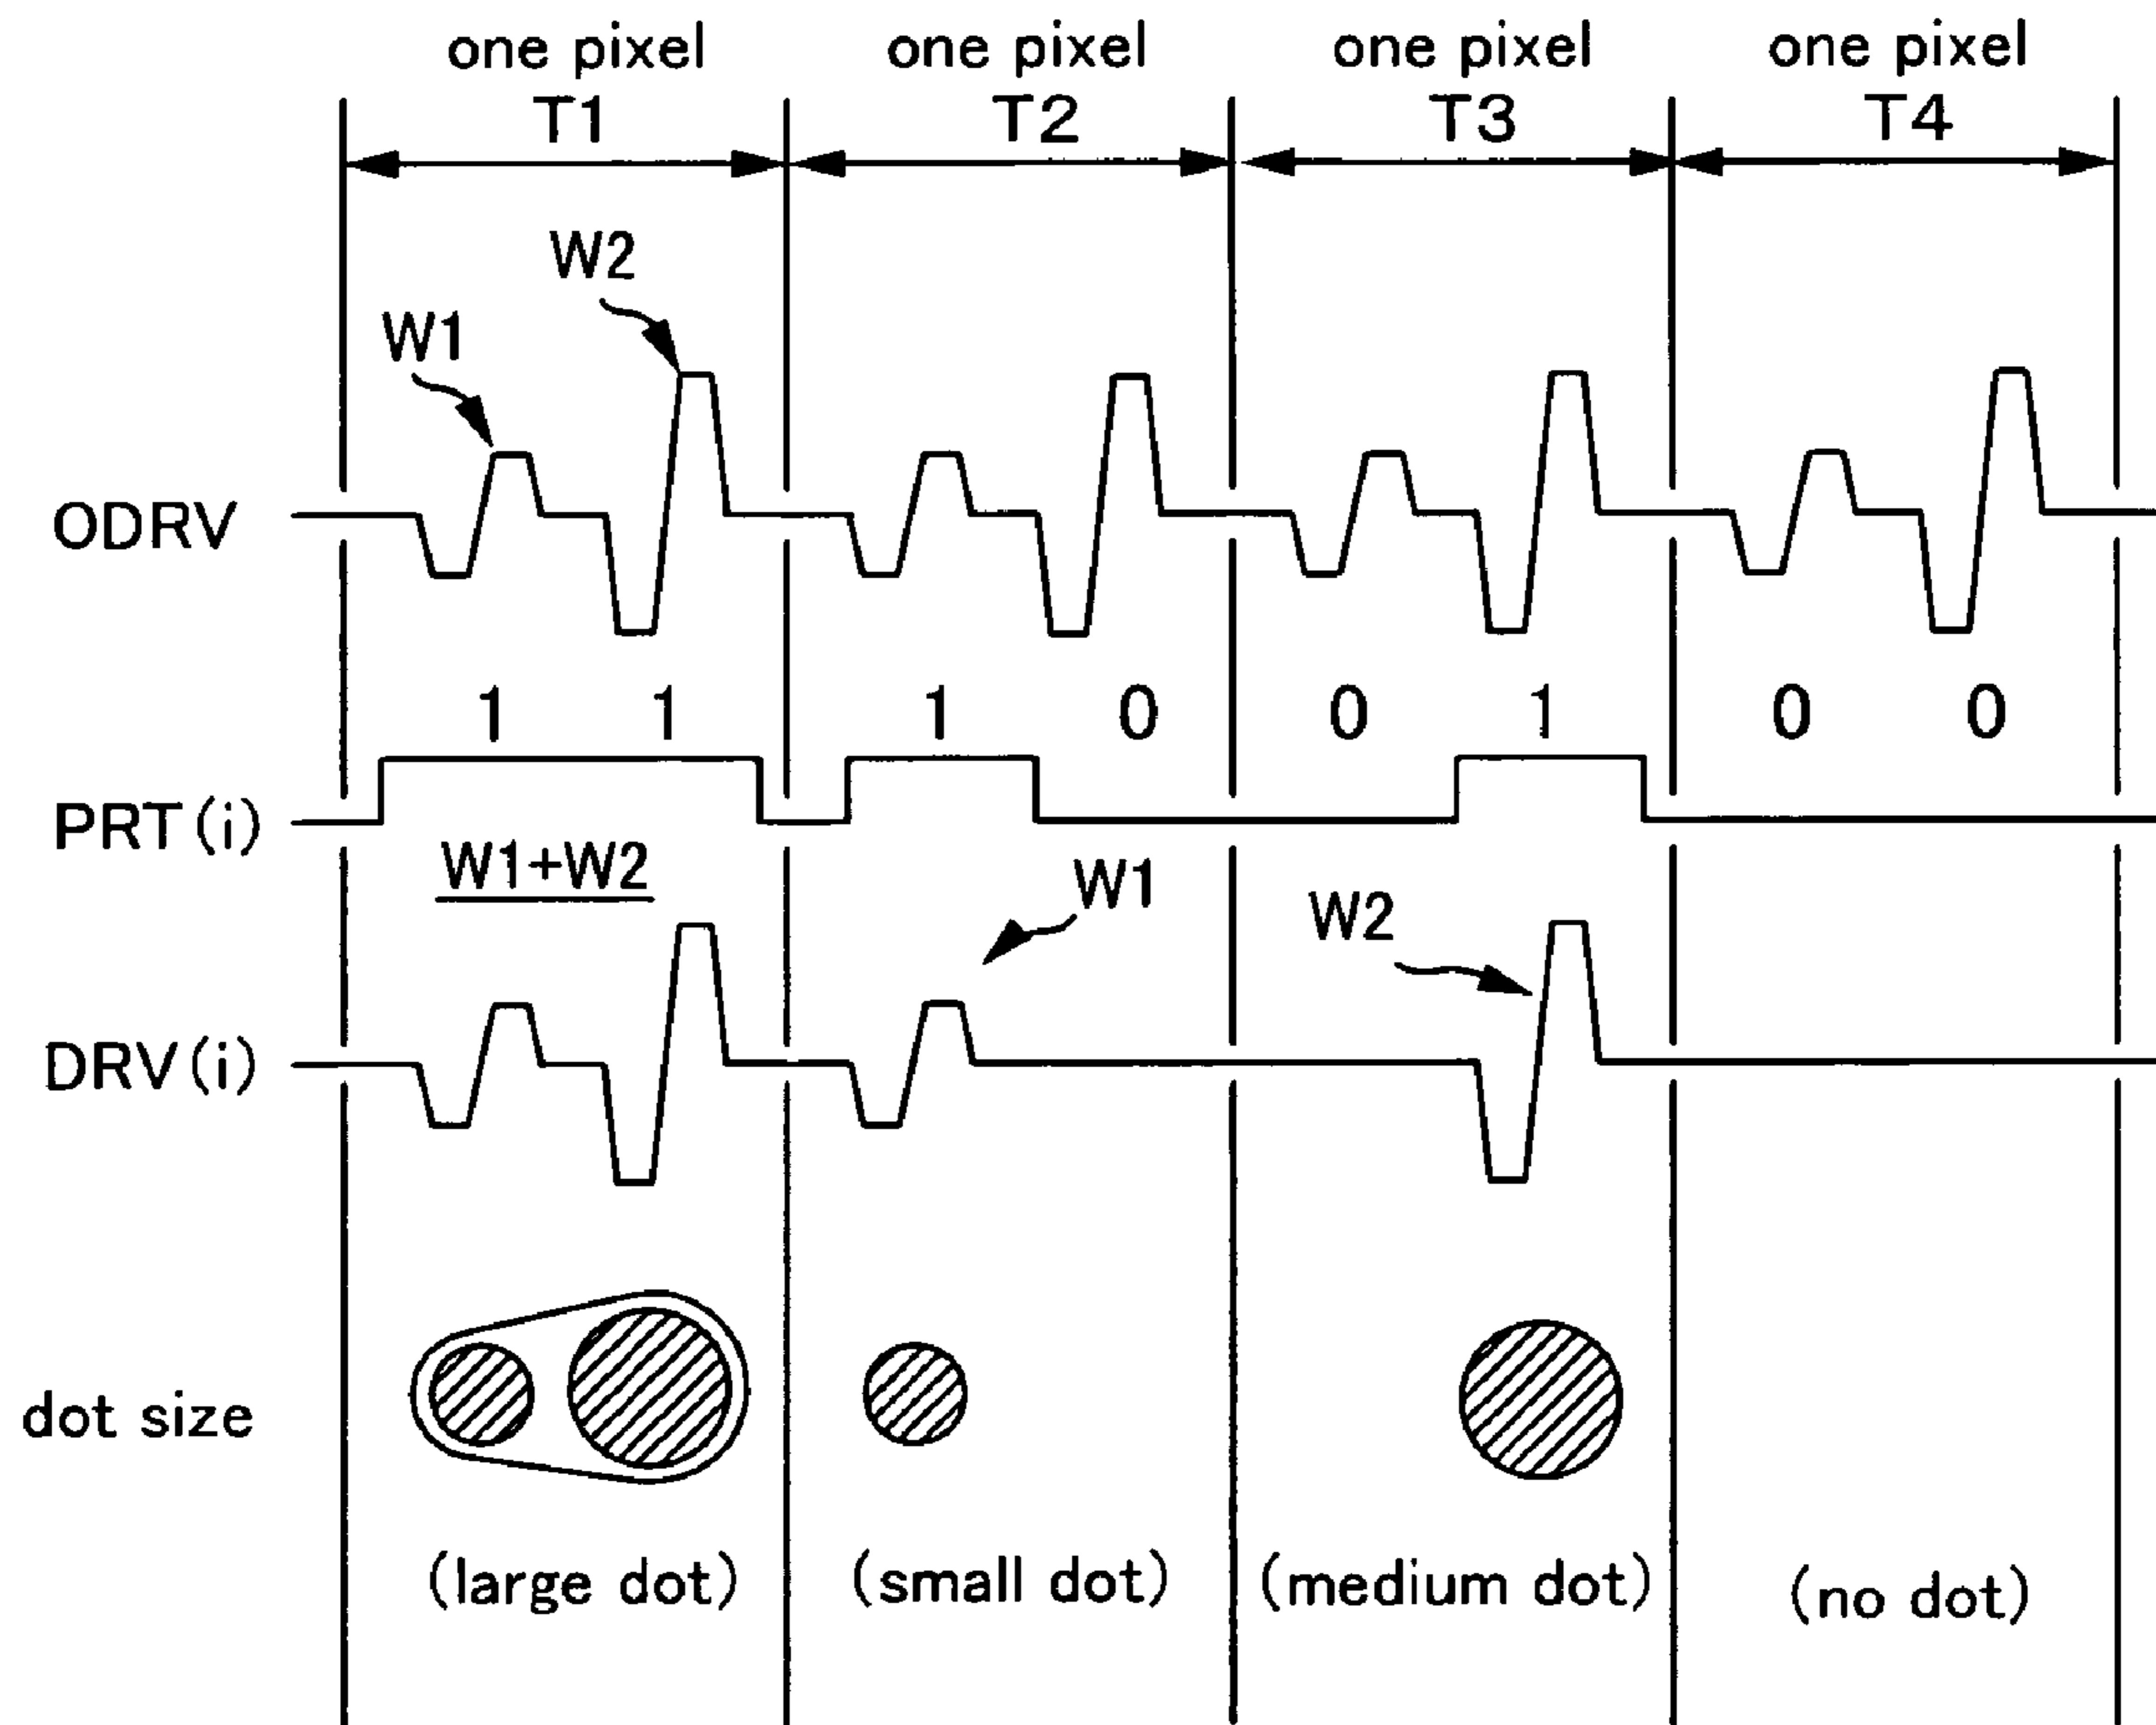 one pixel one pixel one pixel one pixel
T1 T2 T3 T4
W2
W1
ODRV
1 1 1 0 0 1 0 0
PRT(i)
W1+W2 W1 W2
DRV(i)
dot size
(large dot) (small dot) (medium dot) (no dot)